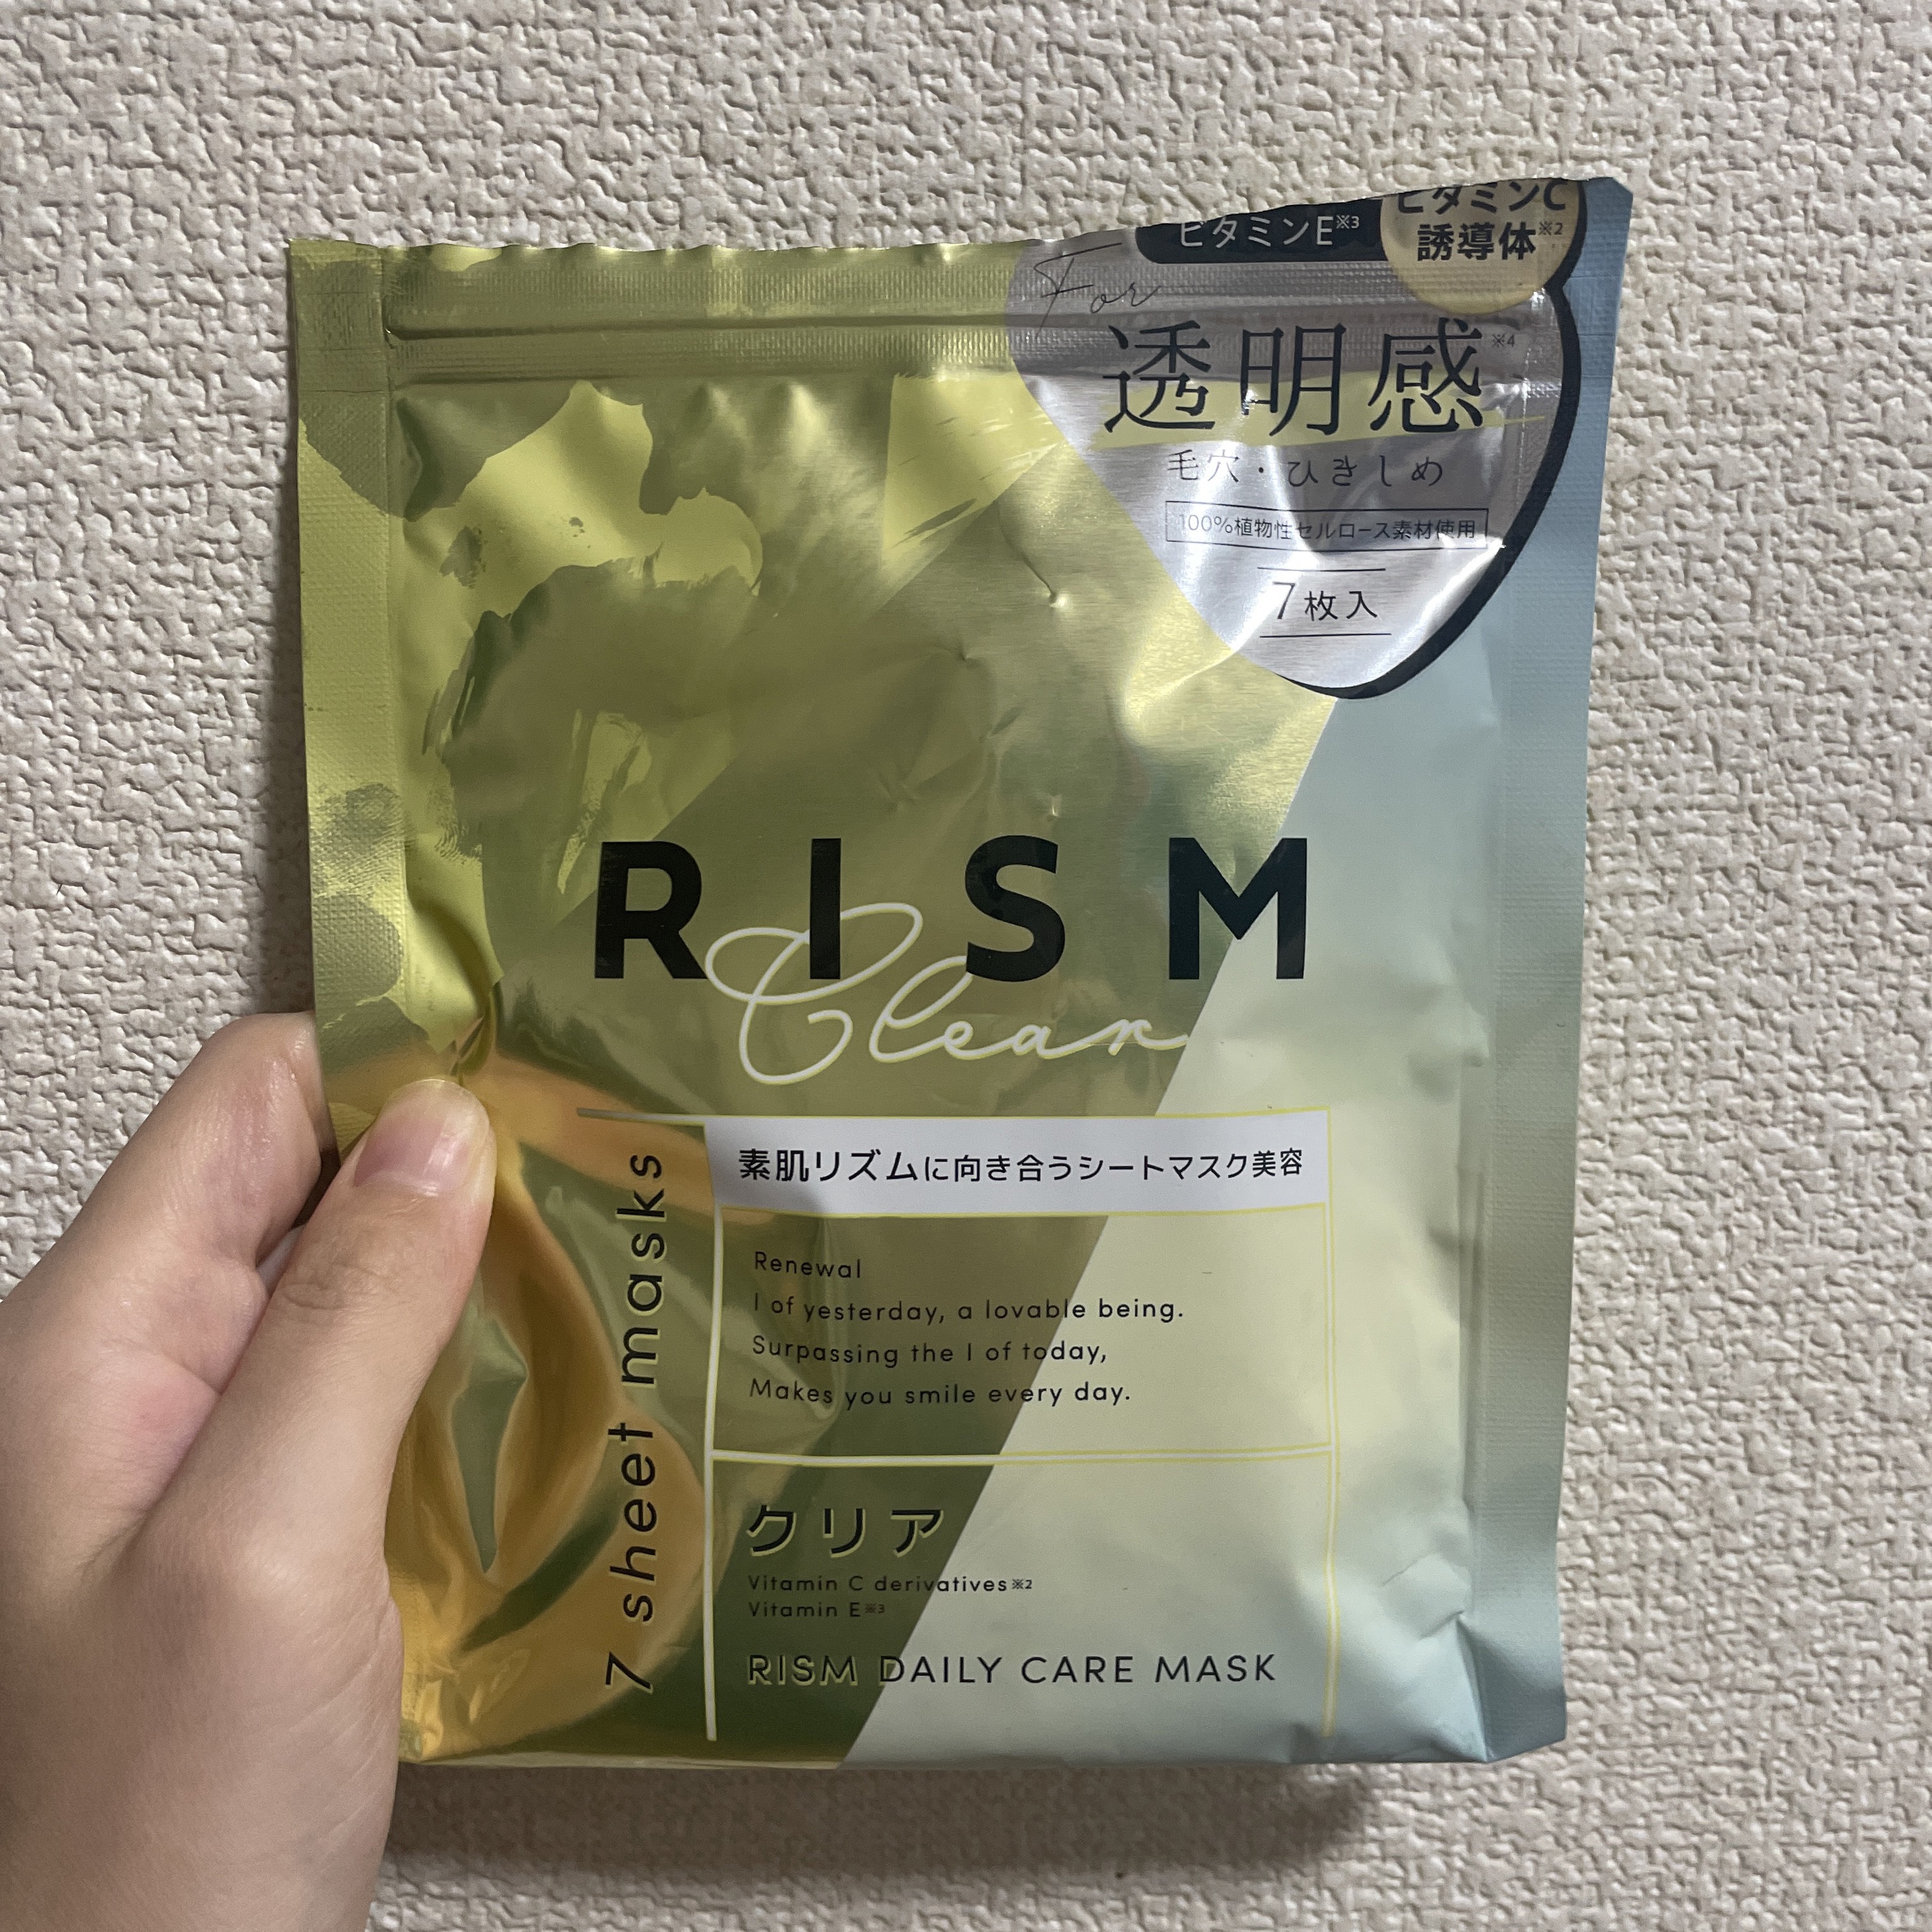 ビタミンE※3
ビタミンC
誘導体※2
For
透明感※4
毛穴・ひきしめ
100%植物性セルロース素材使用
7枚入
RISM
Clear
素肌リズムに向き合うシートマスク美容
7 sheet masks
Renewal
I of yesterday, a lovable being.
Surpassing the I of today,
Makes you smile every day.
クリア
Vitamin C derivatives※2
Vitamin E※3
RISM DAILY CARE MASK